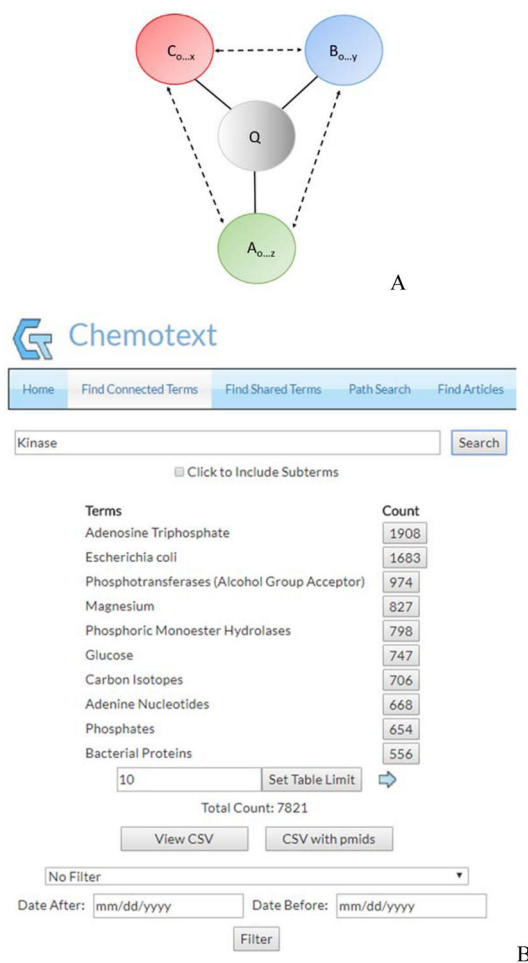 C o...x
B o...y
Q
A o...z
A
CT Chemotext
Home Find Connected Terms Find Shared Terms Path Search Find Articles
Kinase Search
Click to Include Subterms
Terms Count
Adenosine Triphosphate 1908
Escherichia coli 1683
Phosphotransferases (Alcohol Group Acceptor) 974
Magnesium 827
Phosphoric Monoester Hydrolases 798
Glucose 747
Carbon Isotopes 706
Adenine Nucleotides 668
Phosphates 654
Bacterial Proteins 556
10 Set Table Limit
Total Count: 7821
View CSV CSV with pmids
No Filter
Date After: mm/dd/yyyy Date Before: mm/dd/yyyy
Filter
B